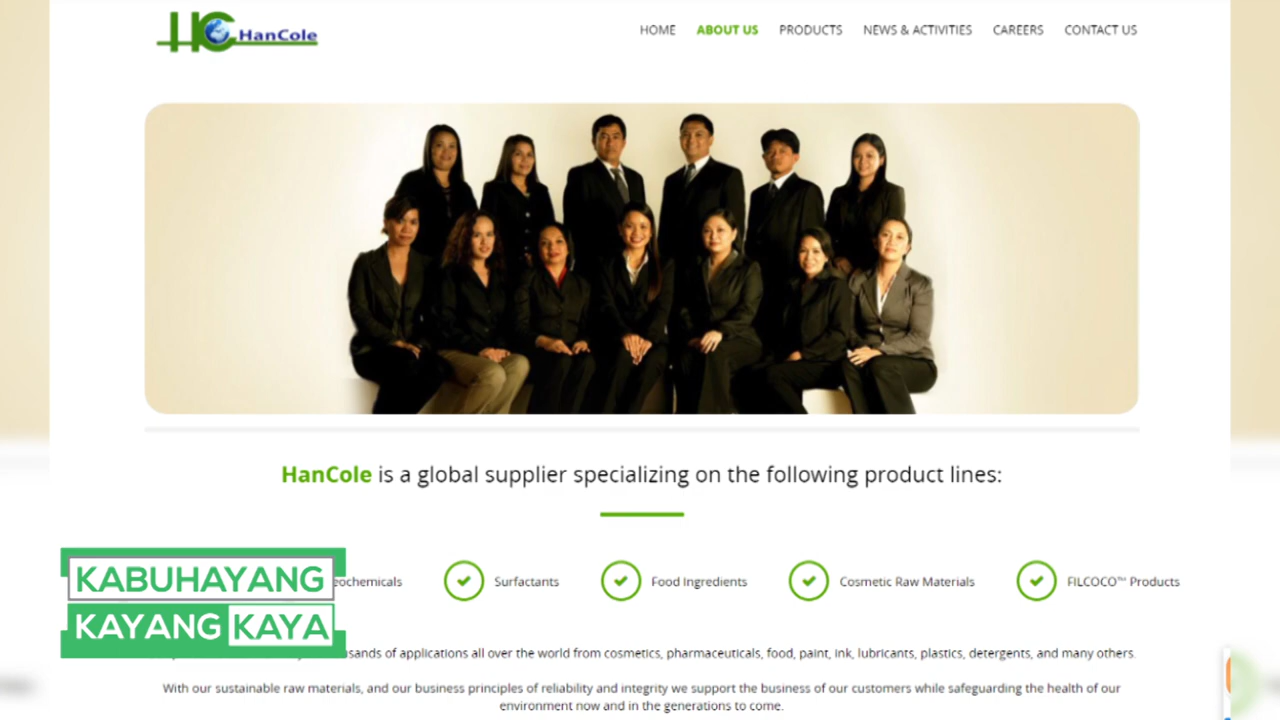 HC HanCole
HOME ABOUT US PRODUCTS NEWS & ACTIVITIES CAREERS CONTACT US
HanCole is a global supplier specializing on the following product lines:
Surfactants Food Ingredients Cosmetic Raw Materials FILCOCO™ Products
KABUHAYANG
KAYANG KAYA
of applications all over the world from cosmetics, pharmaceuticals, food, paint, ink, lubricants, plastics, detergents, and many others.
With our sustainable raw materials, and our business principles of reliability and integrity we support the business of our customers while safeguarding the health of our
environment now and in the generations to come.